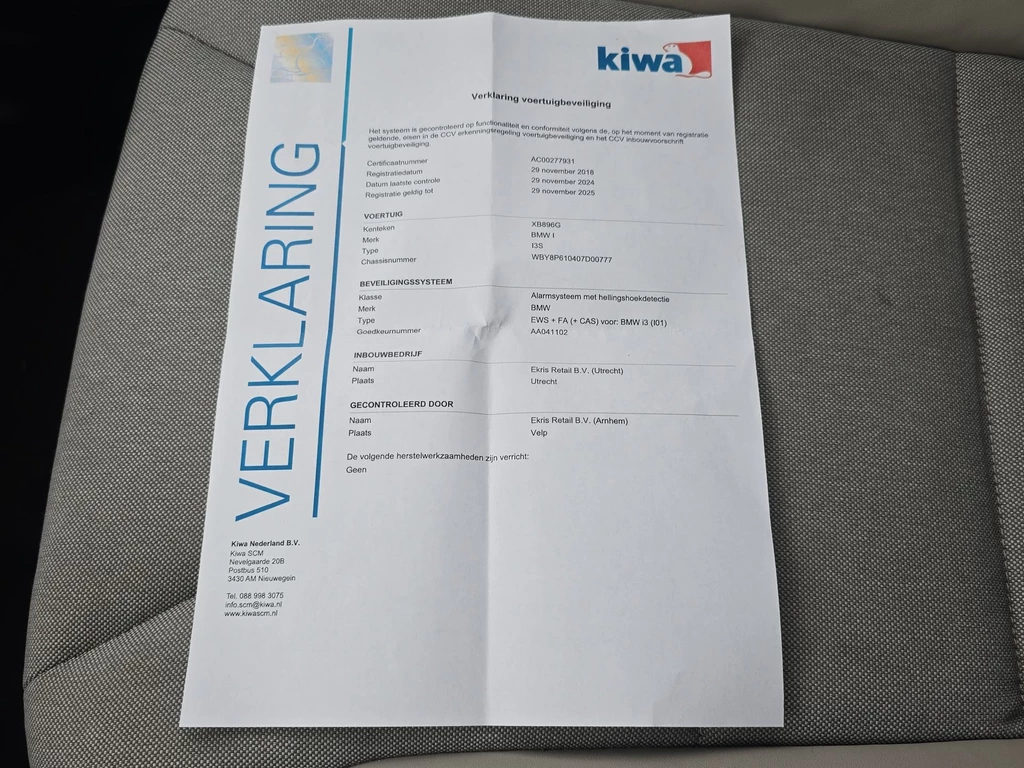 kiwa
VERKLARING
Verklaring voertuigbeveiliging
Het systeem is gecontroleerd op functionaliteit en conformiteit volgens de, op het moment van registratie
geldende, eisen in de CCV erkenningsregeling voertuigbeveiliging en het CCV inbouwvoorschrift
voertuigbeveiliging.
Certificaatnummer AC00277931
Registratiedatum 29 november 2018
Datum laatste controle 29 november 2024
Registratie geldig tot 29 november 2025
VOERTUIG
Kenteken XB896G
Merk BMW I
Type I3S
Chassisnummer WBY8P610407D00777
BEVEILIGINGSSYSTEEM
Klasse Alarmsysteem met hellingshoekdetectie
Merk BMW
Type EWS + FA (+ CAS) voor: BMW i3 (I01)
Goedkeurnummer AA041102
INBOUWBEDRIJF
Naam Ekris Retail B.V. (Utrecht)
Plaats Utrecht
GECONTROLEERD DOOR
Naam Ekris Retail B.V. (Arnhem)
Plaats Velp
De volgende herstelwerkzaamheden zijn verricht:
Geen
Kiwa Nederland B.V.
Kiwa SCM
Nevelgaarde 20B
Postbus 510
3430 AM Nieuwegein
Tel. 088 998 3075
info.scm@kiwa.nl
www.kiwascm.nl